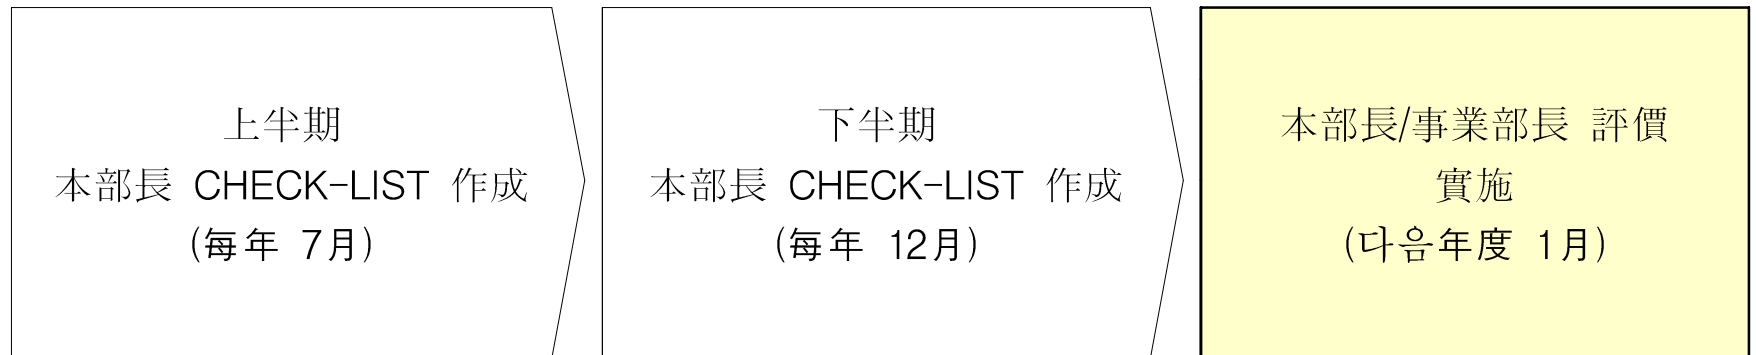 上半期
本部長 CHECK-LIST 作成
(每年 7月)
下半期
本部長 CHECK-LIST 作成
(每年 12月)
本部長/事業部長 評價
實施
(다음年度 1月)